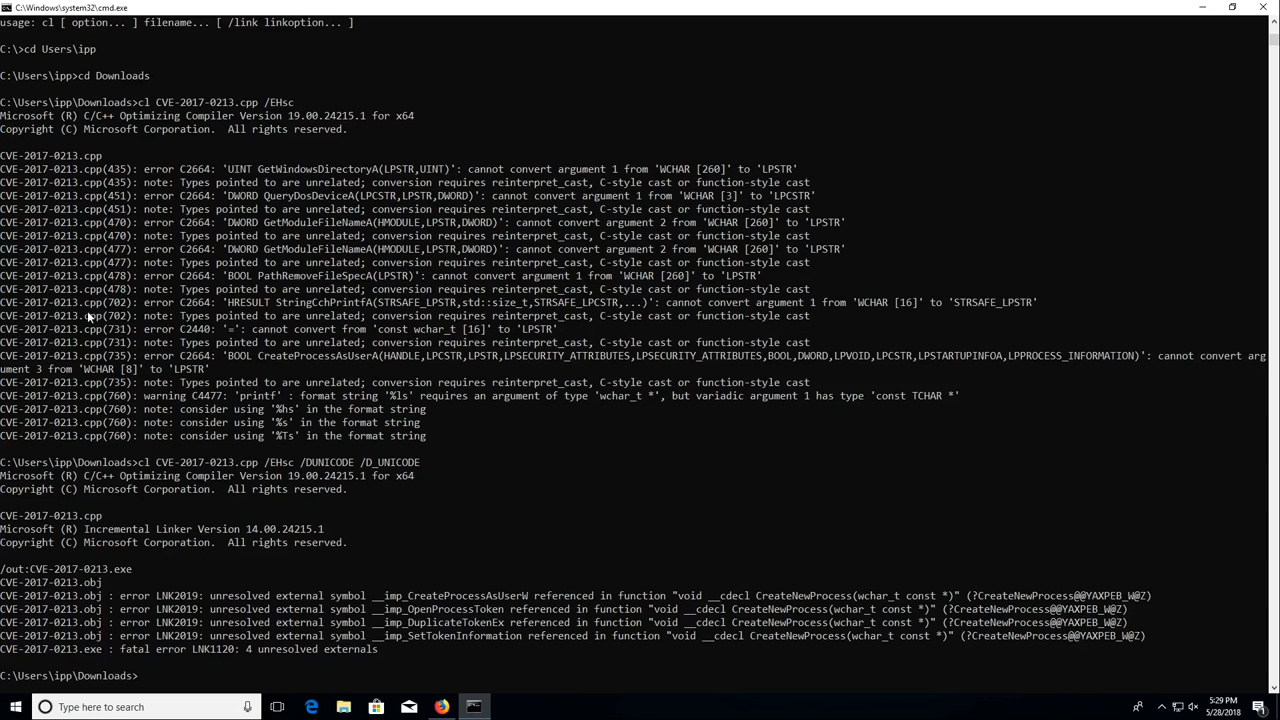 C:\Windows\system32\cmd.exe
usage: cl [ option... ] filename... [ /link linkoption... ]
C:\>cd Users\ipp
C:\Users\ipp>cd Downloads
C:\Users\ipp\Downloads>cl CVE-2017-0213.cpp /EHsc
Microsoft (R) C/C++ Optimizing Compiler Version 19.00.24215.1 for x64
Copyright (C) Microsoft Corporation.  All rights reserved.
CVE-2017-0213.cpp
CVE-2017-0213.cpp(435): error C2664: 'UINT GetWindowsDirectoryA(LPSTR,UINT)': cannot convert argument 1 from 'WCHAR [260]' to 'LPSTR'
CVE-2017-0213.cpp(435): note: Types pointed to are unrelated; conversion requires reinterpret_cast, C-style cast or function-style cast
CVE-2017-0213.cpp(451): error C2664: 'DWORD QueryDosDeviceA(LPCSTR,LPSTR,DWORD)': cannot convert argument 1 from 'WCHAR [3]' to 'LPCSTR'
CVE-2017-0213.cpp(451): note: Types pointed to are unrelated; conversion requires reinterpret_cast, C-style cast or function-style cast
CVE-2017-0213.cpp(470): error C2664: 'DWORD GetModuleFileNameA(HMODULE,LPSTR,DWORD)': cannot convert argument 2 from 'WCHAR [260]' to 'LPSTR'
CVE-2017-0213.cpp(470): note: Types pointed to are unrelated; conversion requires reinterpret_cast, C-style cast or function-style cast
CVE-2017-0213.cpp(477): error C2664: 'DWORD GetModuleFileNameA(HMODULE,LPSTR,DWORD)': cannot convert argument 2 from 'WCHAR [260]' to 'LPSTR'
CVE-2017-0213.cpp(477): note: Types pointed to are unrelated; conversion requires reinterpret_cast, C-style cast or function-style cast
CVE-2017-0213.cpp(478): error C2664: 'BOOL PathRemoveFileSpecA(LPSTR)': cannot convert argument 1 from 'WCHAR [260]' to 'LPSTR'
CVE-2017-0213.cpp(478): note: Types pointed to are unrelated; conversion requires reinterpret_cast, C-style cast or function-style cast
CVE-2017-0213.cpp(702): error C2664: 'HRESULT StringCchPrintfA(STRSAFE_LPSTR,std::size_t,STRSAFE_LPCSTR,...)': cannot convert argument 1 from 'WCHAR [16]' to 'STRSAFE_LPSTR'
CVE-2017-0213.cpp(702): note: Types pointed to are unrelated; conversion requires reinterpret_cast, C-style cast or function-style cast
CVE-2017-0213.cpp(731): error C2440: '=': cannot convert from 'const wchar_t [16]' to 'LPSTR'
CVE-2017-0213.cpp(731): note: Types pointed to are unrelated; conversion requires reinterpret_cast, C-style cast or function-style cast
CVE-2017-0213.cpp(735): error C2664: 'BOOL CreateProcessAsUserA(HANDLE,LPCSTR,LPSTR,LPSECURITY_ATTRIBUTES,LPSECURITY_ATTRIBUTES,BOOL,DWORD,LPVOID,LPCSTR,LPSTARTUPINFOA,LPPROCESS_INFORMATION)': cannot convert arg
ument 3 from 'WCHAR [8]' to 'LPSTR'
CVE-2017-0213.cpp(735): note: Types pointed to are unrelated; conversion requires reinterpret_cast, C-style cast or function-style cast
CVE-2017-0213.cpp(760): warning C4477: 'printf' : format string '%ls' requires an argument of type 'wchar_t *', but variadic argument 1 has type 'const TCHAR *'
CVE-2017-0213.cpp(760): note: consider using '%hs' in the format string
CVE-2017-0213.cpp(760): note: consider using '%s' in the format string
CVE-2017-0213.cpp(760): note: consider using '%Ts' in the format string
C:\Users\ipp\Downloads>cl CVE-2017-0213.cpp /EHsc /DUNICODE /D_UNICODE
Microsoft (R) C/C++ Optimizing Compiler Version 19.00.24215.1 for x64
Copyright (C) Microsoft Corporation.  All rights reserved.
CVE-2017-0213.cpp
Microsoft (R) Incremental Linker Version 14.00.24215.1
Copyright (C) Microsoft Corporation.  All rights reserved.
/out:CVE-2017-0213.exe
CVE-2017-0213.obj
CVE-2017-0213.obj : error LNK2019: unresolved external symbol __imp_CreateProcessAsUserW referenced in function "void __cdecl CreateNewProcess(wchar_t const *)" (?CreateNewProcess@@YAXPEB_W@Z)
CVE-2017-0213.obj : error LNK2019: unresolved external symbol __imp_OpenProcessToken referenced in function "void __cdecl CreateNewProcess(wchar_t const *)" (?CreateNewProcess@@YAXPEB_W@Z)
CVE-2017-0213.obj : error LNK2019: unresolved external symbol __imp_DuplicateTokenEx referenced in function "void __cdecl CreateNewProcess(wchar_t const *)" (?CreateNewProcess@@YAXPEB_W@Z)
CVE-2017-0213.obj : error LNK2019: unresolved external symbol __imp_SetTokenInformation referenced in function "void __cdecl CreateNewProcess(wchar_t const *)" (?CreateNewProcess@@YAXPEB_W@Z)
CVE-2017-0213.exe : fatal error LNK1120: 4 unresolved externals
C:\Users\ipp\Downloads>
Type here to search
5:29 PM
5/28/2018
1